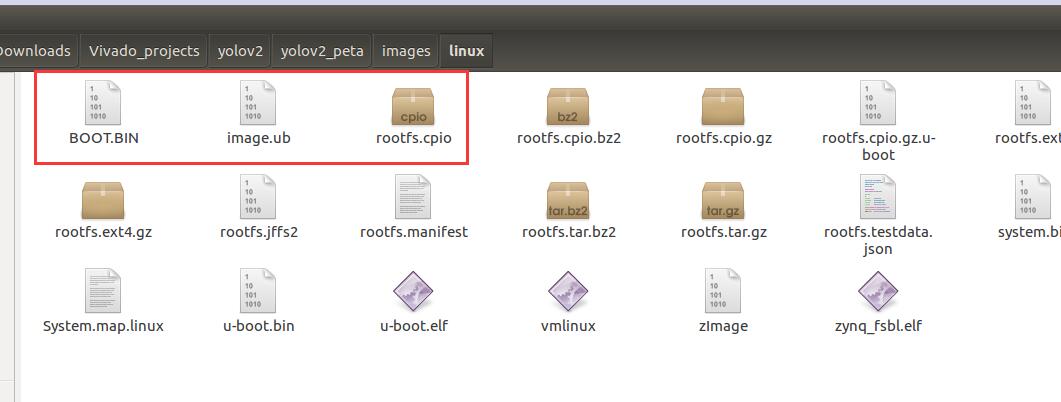 Downloads Vivado_projects yolov2 yolov2_peta images linux
1 10 101 1010 1 10 101 1010 cpio bz2 1 10 101 1010 1 10 101 1010
BOOT.BIN image.ub rootfs.cpio rootfs.cpio.bz2 rootfs.cpio.gz rootfs.cpio.gz.u- rootfs.ext
boot
1 10 101 1010 tar.bz2 tar.gz 1 10 101 1010
rootfs.ext4.gz rootfs.jffs2 rootfs.manifest rootfs.tar.bz2 rootfs.tar.gz rootfs.testdata. system.bi
json
1 10 101 1010 1 10 101 1010
System.map.linux u-boot.bin u-boot.elf vmlinux zImage zynq_fsbl.elf